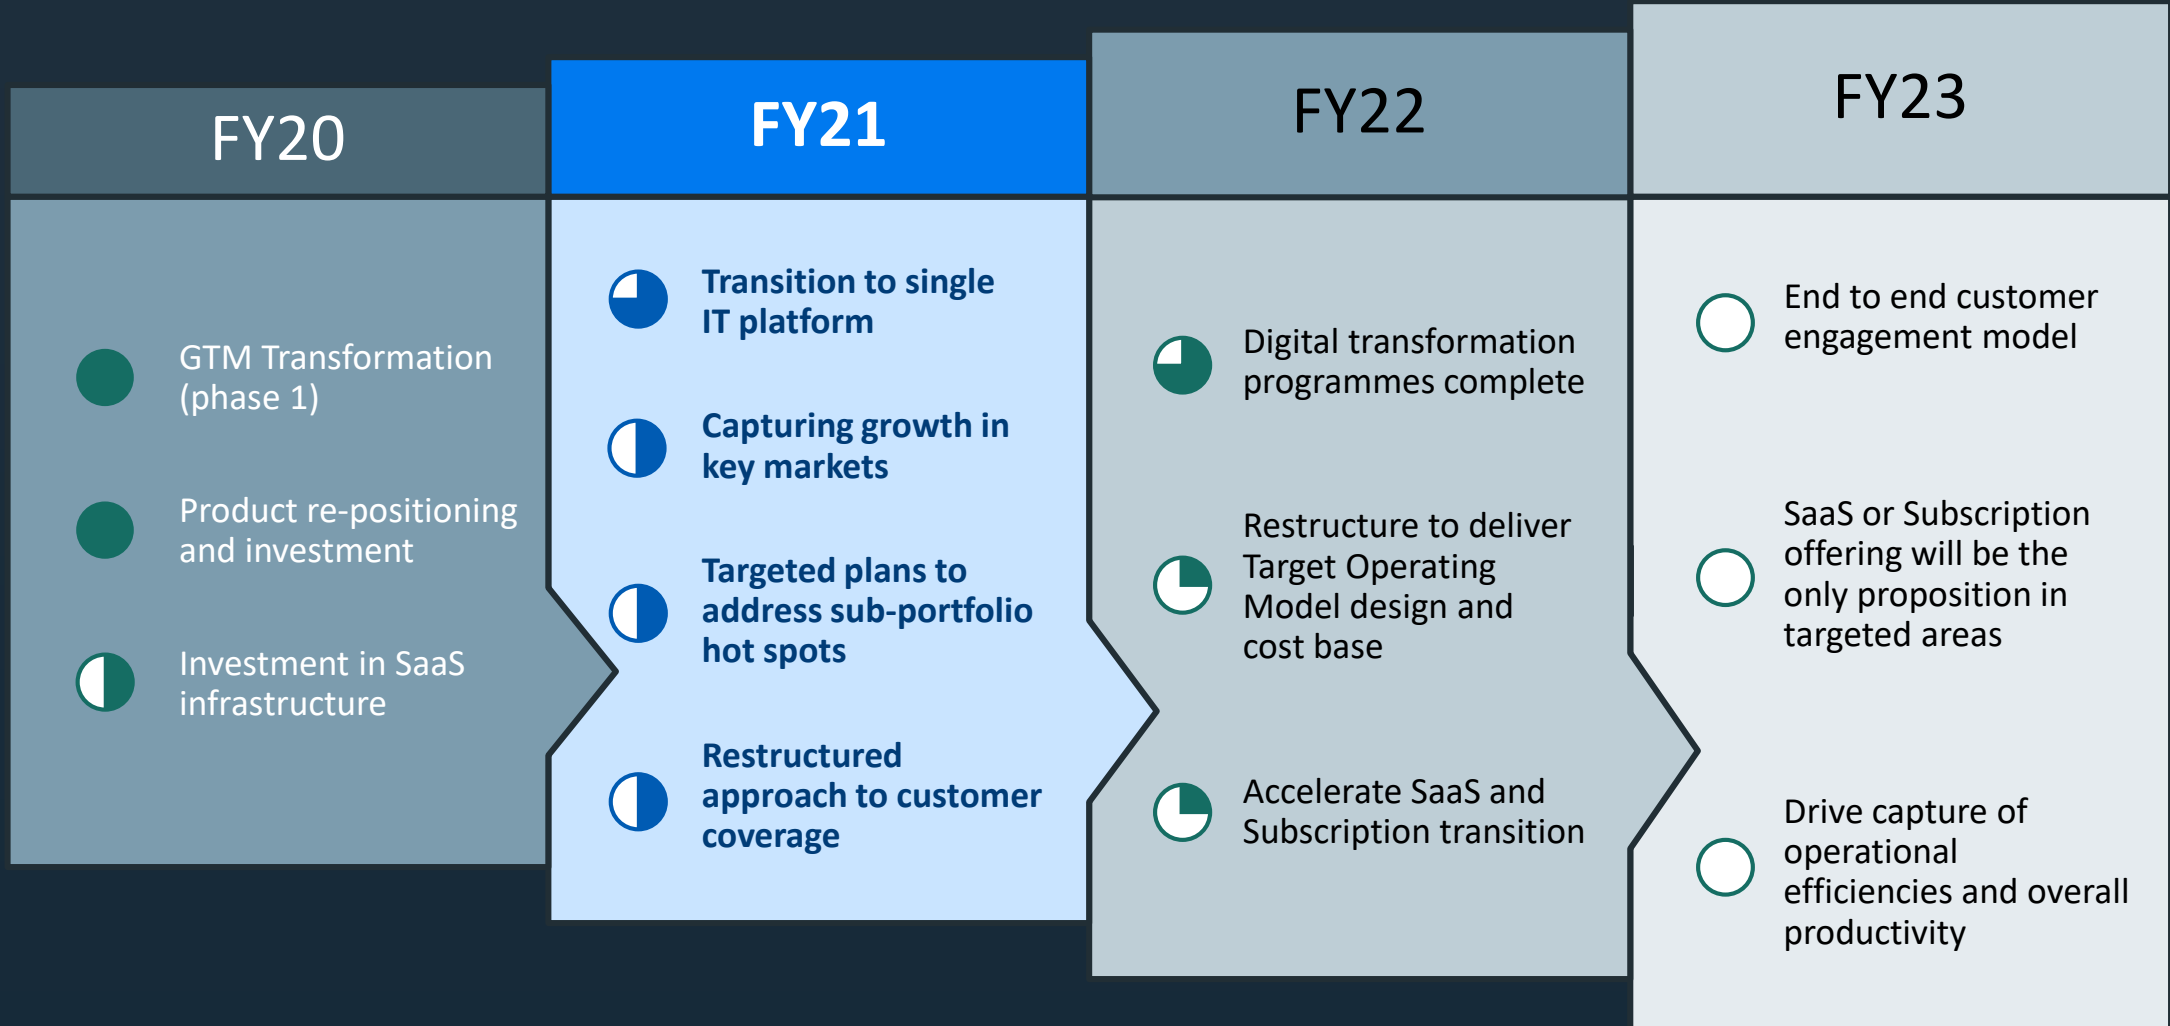 FY20
GTM Transformation
(phase 1)
Product re-positioning
and investment
Investment in SaaS
infrastructure
FY21
Transition to single
IT platform
Capturing growth in
key markets
Targeted plans to
address sub-portfolio
hot spots
Restructured
approach to customer
coverage
FY22
Digital transformation
programmes complete
Restructure to deliver
Target Operating
Model design and
cost base
Accelerate SaaS and
Subscription transition
FY23
End to end customer
engagement model
SaaS or Subscription
offering will be the
only proposition in
targeted areas
Drive capture of
operational
efficiencies and overall
productivity